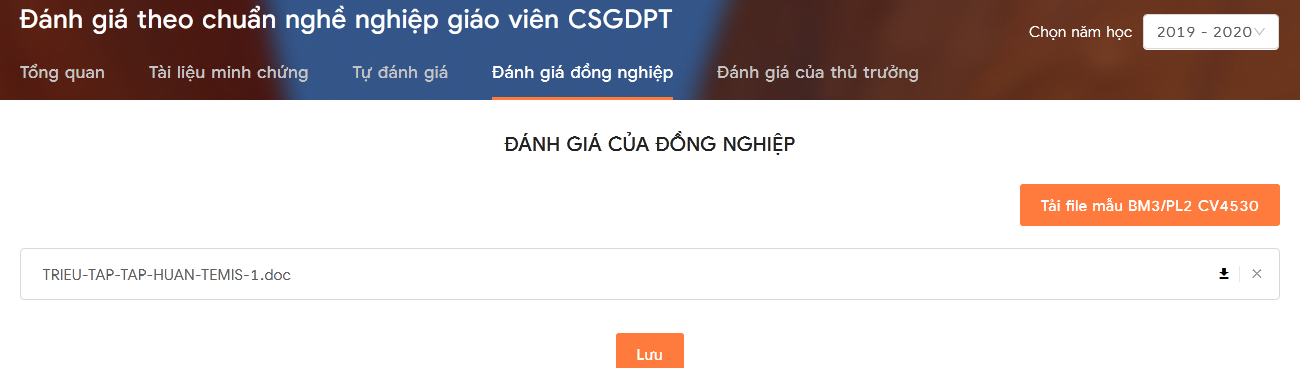 Đánh giá theo chuẩn nghề nghiệp giáo viên CSGDPT
Chọn năm học 2019 - 2020
Tổng quan Tài liệu minh chứng Tự đánh giá Đánh giá đồng nghiệp Đánh giá của thủ trưởng
ĐÁNH GIÁ CỦA ĐỒNG NGHIỆP
Tải file mẫu BM3/PL2 CV4530
TRIEU-TAP-TAP-HUAN-TEMIS-1.doc
Lưu